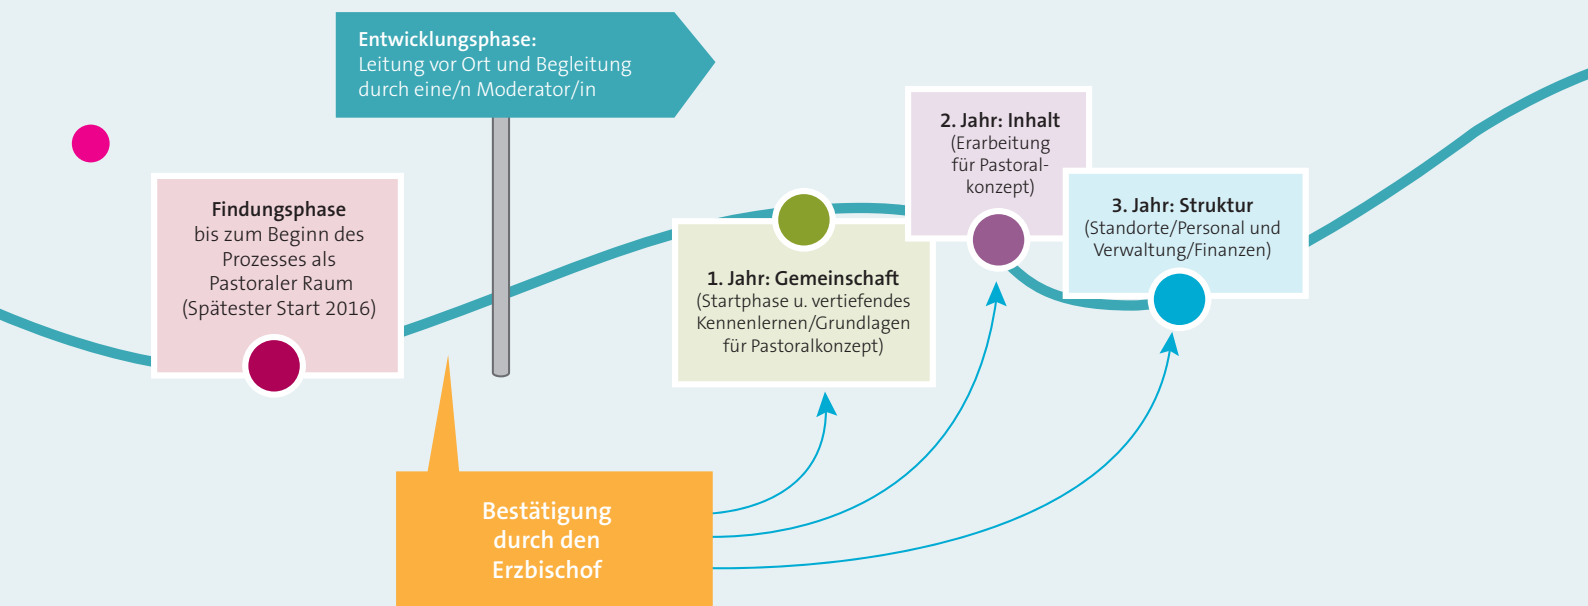 Entwicklungsphase:
Leitung vor Ort und Begleitung
durch eine/n Moderator/in
Findungsphase
bis zum Beginn des
Prozesses als
Pastoraler Raum
(Spätester Start 2016)
1. Jahr: Gemeinschaft
(Startphase u. vertiefendes
Kennenlernen/Grundlagen
für Pastoralkonzept)
2. Jahr: Inhalt
(Erarbeitung
für Pastoral-
konzept)
3. Jahr: Struktur
(Standorte/Personal und
Verwaltung/Finanzen)
Bestätigung
durch den
Erzbischof